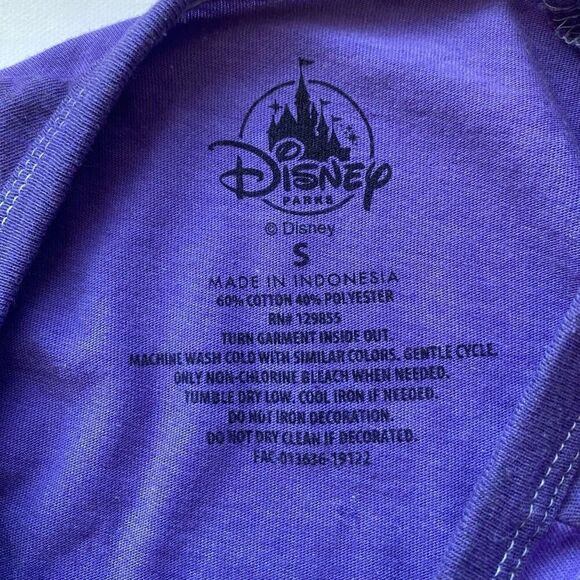 Disney
PARKS
© Disney
S
MADE IN INDONESIA
60% COTTON 40% POLYESTER
RN# 129855
TURN GARMENT INSIDE OUT.
MACHINE WASH COLD WITH SIMILAR COLORS. GENTLE CYCLE.
ONLY NON-CHLORINE BLEACH WHEN NEEDED.
TUMBLE DRY LOW. COOL IRON IF NEEDED.
DO NOT IRON DECORATION.
DO NOT DRY CLEAN IF DECORATED.
FAC-013636-19122